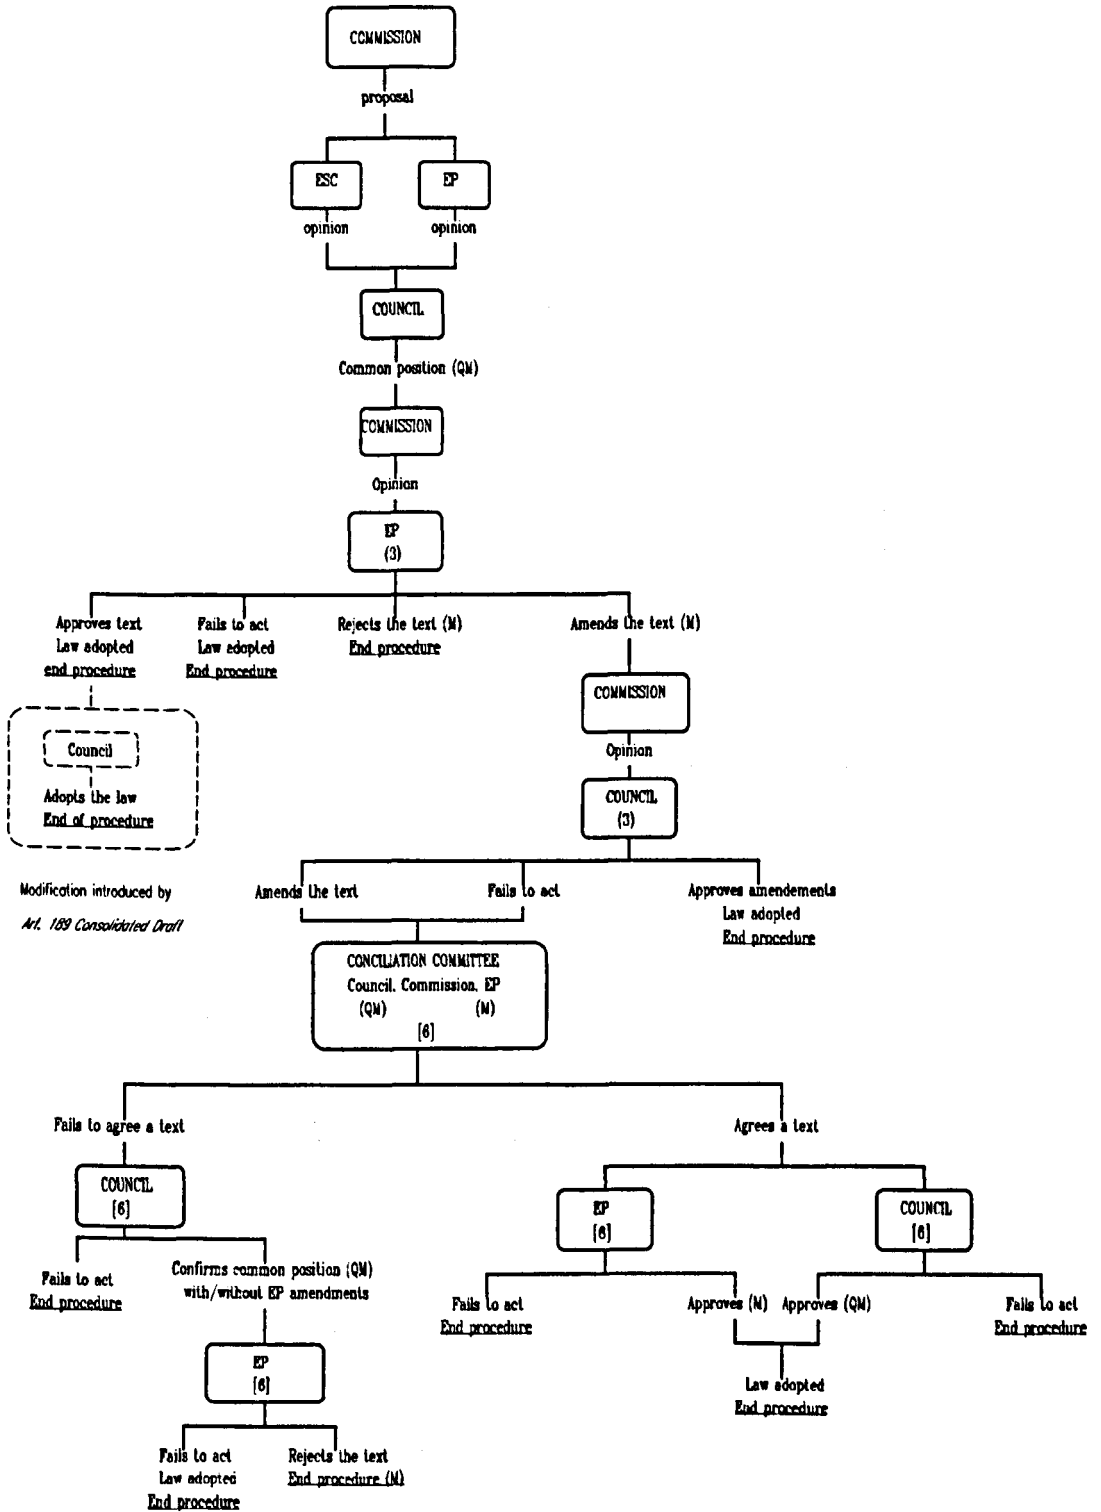 COMMISSION
proposal
ESC
EP
opinion
opinion
COUNCIL
Common position (QM)
COMMISSION
Opinion
EP
(3)
Approves text
Law adopted
end procedure
Fails to act
Law adopted
End procedure
Rejects the text (M)
End procedure
Amends the text (M)
COMMISSION
Opinion
COUNCIL
(3)
Council
Adopts the law
End of procedure
Modification introduced by
Art. 189 Consolidated Draft
Amends the text
Fails to act
Approves amendements
Law adopted
End procedure
CONCILIATION COMMITTEE
Council, Commission, EP
(QM) (M)
[6]
Fails to agree a text
Agrees a text
COUNCIL
[6]
EP
[6]
COUNCIL
[6]
Fails to act
End procedure
Confirms common position (QM)
with/without EP amendments
Fails to act
End procedure
Approves (M)
Approves (QM)
Fails to act
End procedure
EP
[6]
Law adopted
End procedure
Fails to act
Law adopted
End procedure
Rejects the text
End procedure (M)